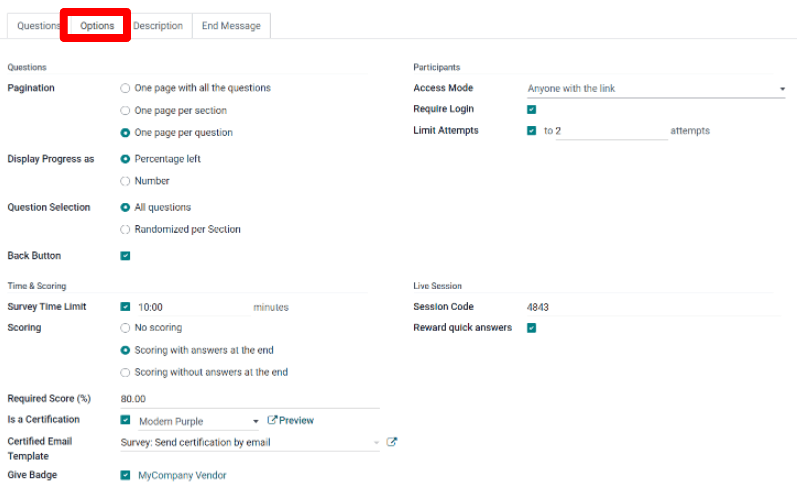 Questions Options Description End Message
Questions
Pagination One page with all the questions
One page per section
One page per question
Display Progress as Percentage left
Number
Question Selection All questions
Randomized per Section
Back Button
Participants
Access Mode Anyone with the link
Require Login
Limit Attempts to 2 attempts
Time & Scoring
Survey Time Limit 10:00 minutes
Scoring No scoring
Scoring with answers at the end
Scoring without answers at the end
Required Score (%) 80.00
Is a Certification Modern Purple Preview
Certified Email Survey: Send certification by email
Template
Give Badge MyCompany Vendor
Live Session
Session Code 4843
Reward quick answers